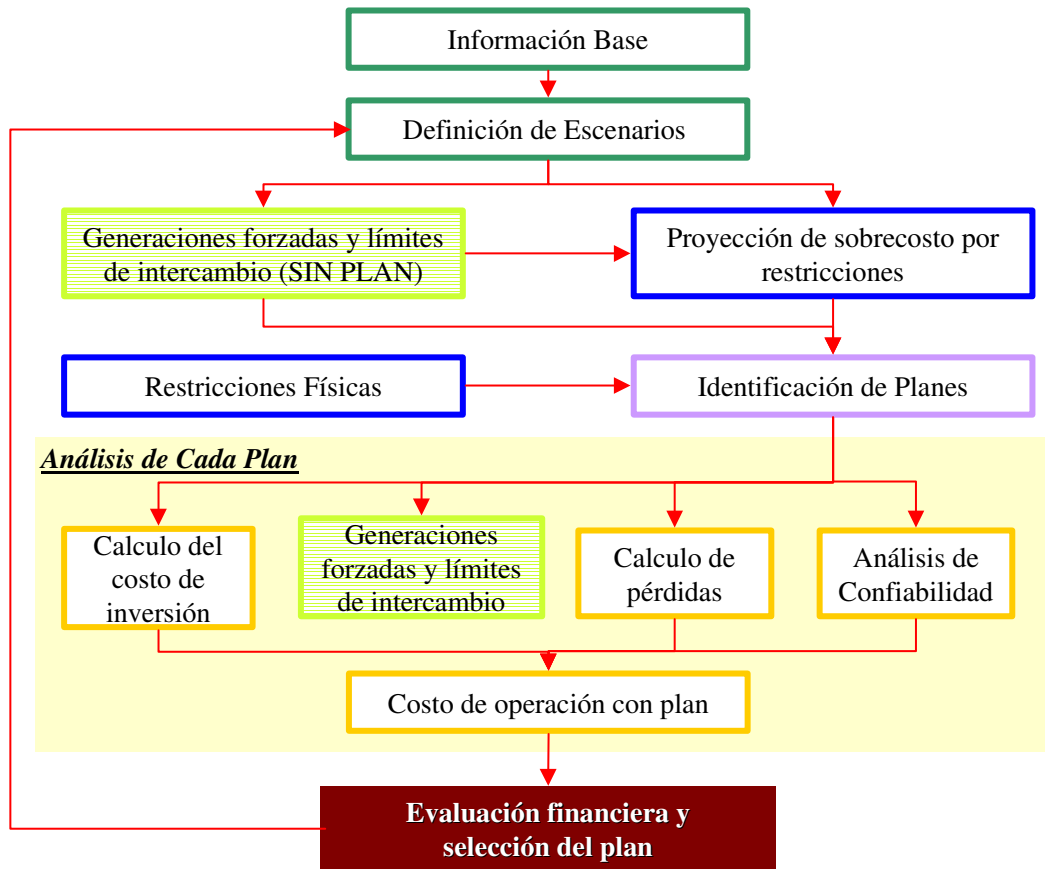 Información Base
Definición de Escenarios
Generaciones forzadas y límites
de intercambio (SIN PLAN)
Proyección de sobrecosto por
restricciones
Restricciones Físicas
Identificación de Planes
Análisis de Cada Plan
Calculo del
costo de
inversión
Generaciones
forzadas y límites
de intercambio
Calculo de
pérdidas
Análisis de
Confiabilidad
Costo de operación con plan
Evaluación financiera y
selección del plan